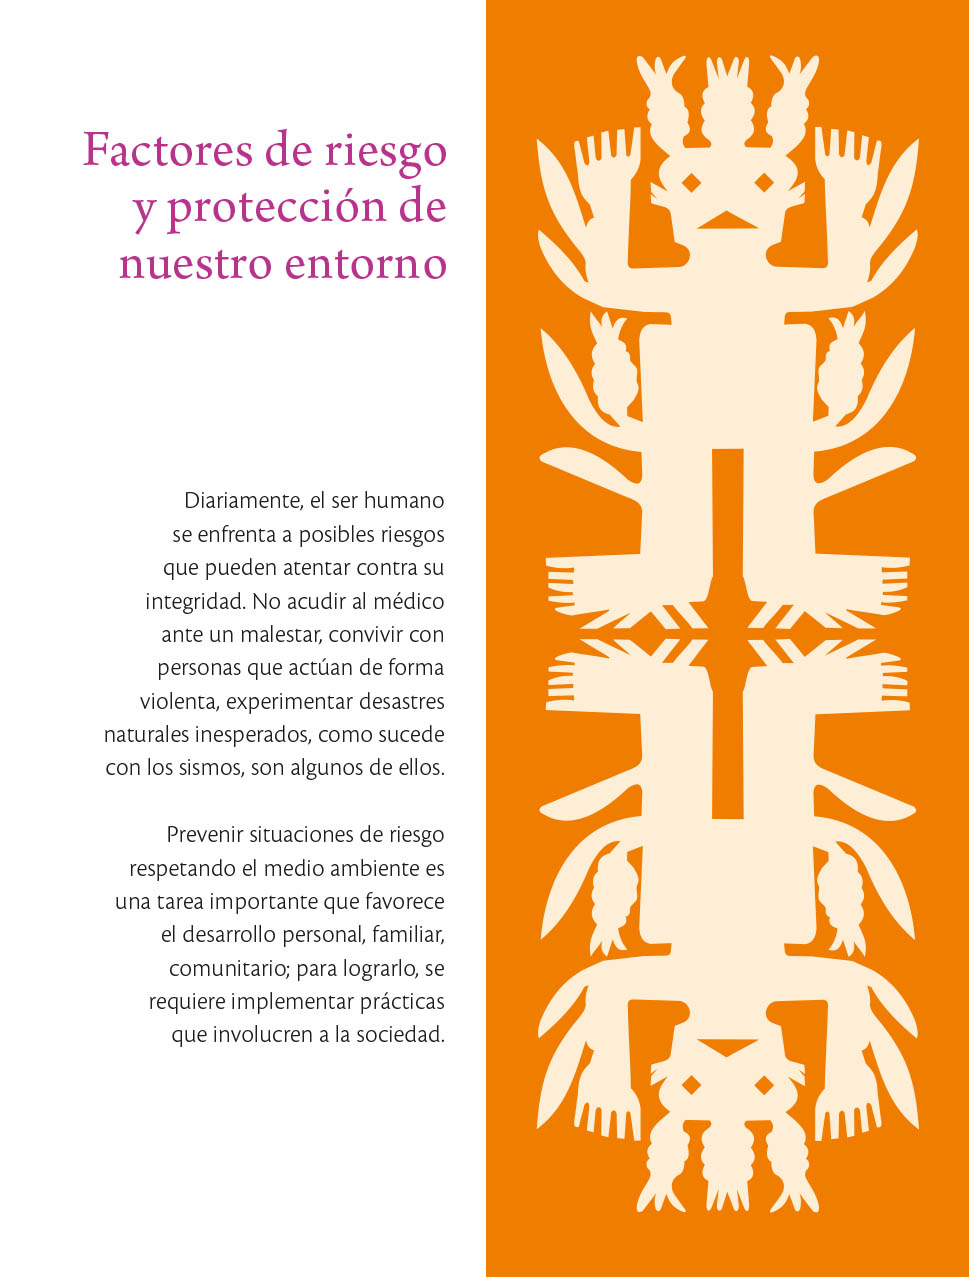 Factores de riesgo
y protección de
nuestro entorno
Diariamente, el ser humano
se enfrenta a posibles riesgos
que pueden atentar contra su
integridad. No acudir al médico
ante un malestar, convivir con
personas que actúan de forma
violenta, experimentar desastres
naturales inesperados, como sucede
con los sismos, son algunos de ellos.
Prevenir situaciones de riesgo
respetando el medio ambiente es
una tarea importante que favorece
el desarrollo personal, familiar,
comunitario; para lograrlo, se
requiere implementar prácticas
que involucren a la sociedad.